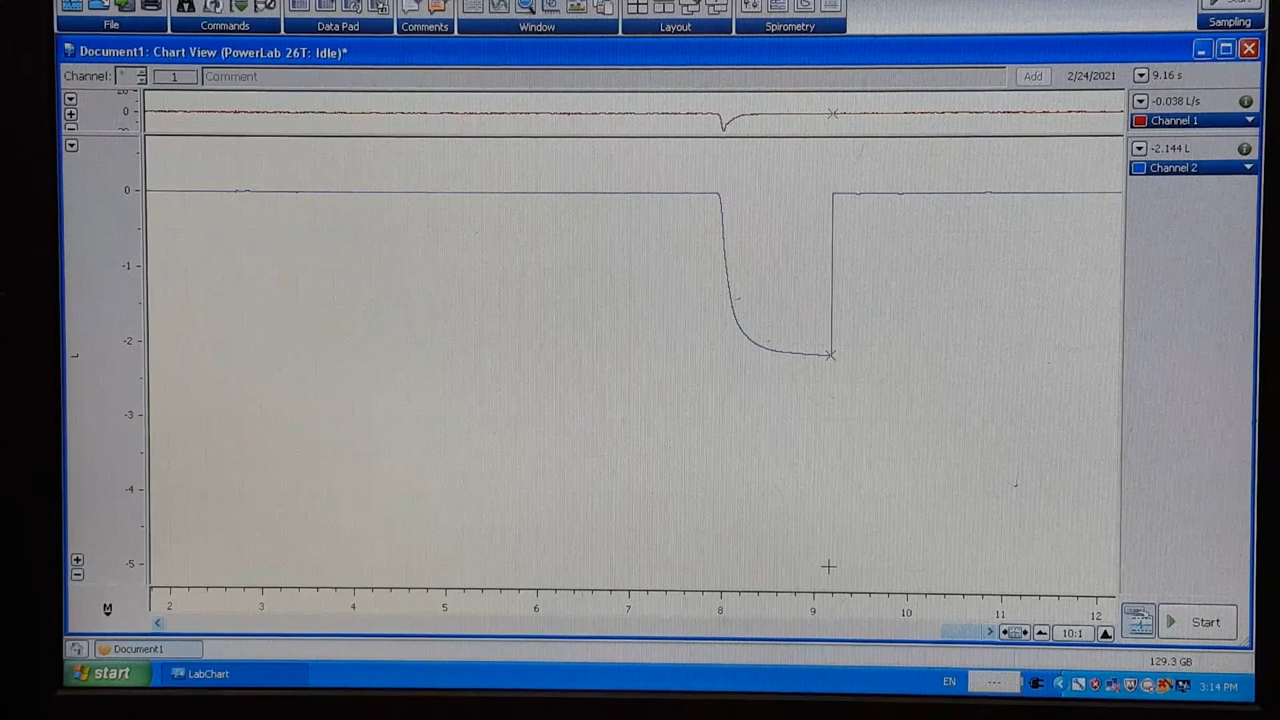 Start
File
Commands
Data Pad
Comments
Window
Layout
Spirometry
Sampling
Document1: Chart View (PowerLab 26T: Idle)*
Channel:
*
1
Comment
Add
2/24/2021
9.16 s
20
0
-0.038 L/s
Channel 1
-2.144 L
Channel 2
0
-1
-2
L
-3
-4
-5
M
2 3 4 5 6 7 8 9 10 11 12
10:1
Start
Document1
129.3 GB
start
LabChart
EN
---
3:14 PM